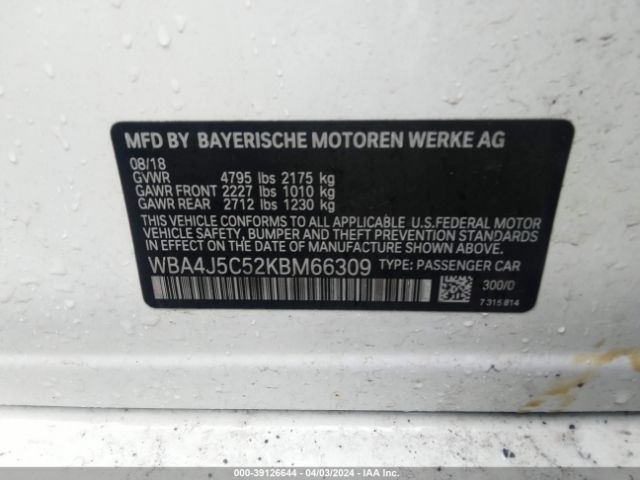 MFD BY BAYERISCHE MOTOREN WERKE AG
08/18
GVWR 4795 lbs 2175 kg
GAWR FRONT 2227 lbs 1010 kg
GAWR REAR 2712 lbs 1230 kg
THIS VEHICLE CONFORMS TO ALL APPLICABLE U.S.FEDERAL MOTOR
VEHICLE SAFETY, BUMPER AND THEFT PREVENTION STANDARDS
IN EFFECT ON THE DATE OF MANUFACTURE SHOWN ABOVE.
WBA4J5C52KBM66309 TYPE: PASSENGER CAR
300/0
7 315 814
000-39126644 / 04/03/2024 - IAA Inc.